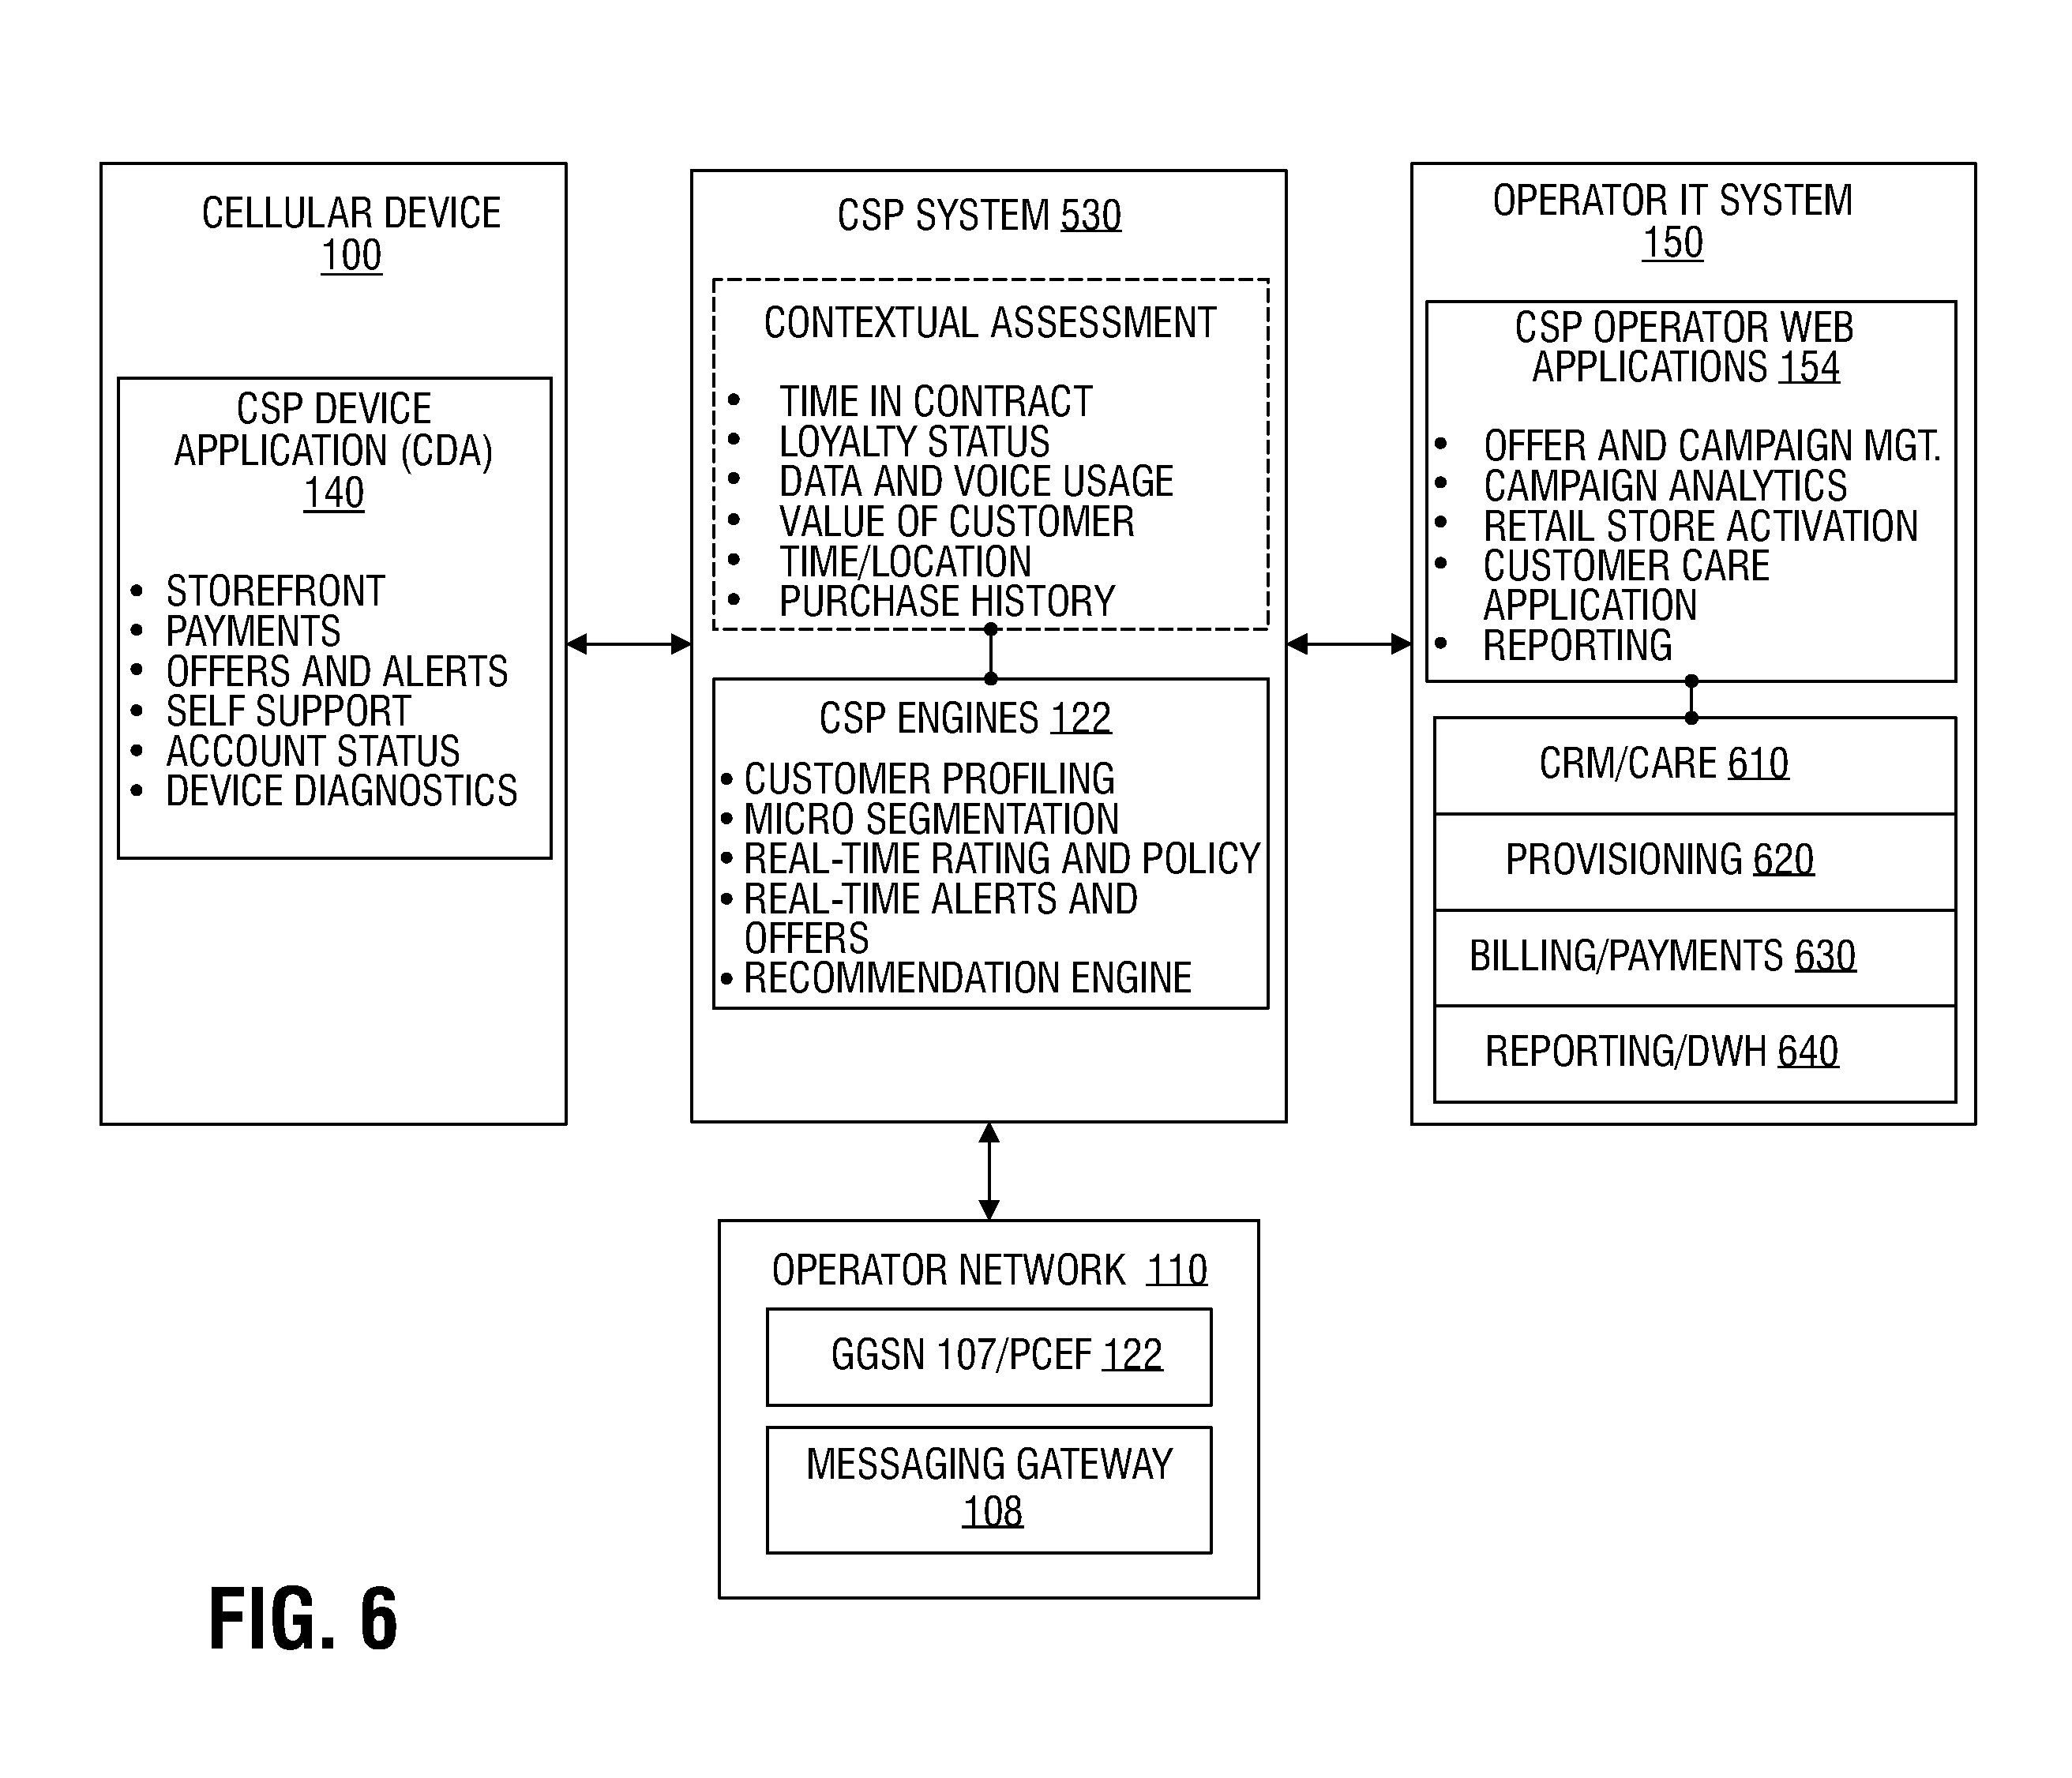 CELLULAR DEVICE
100
CSP DEVICE
APPLICATION (CDA)
140
• STOREFRONT
• PAYMENTS
• OFFERS AND ALERTS
• SELF SUPPORT
• ACCOUNT STATUS
• DEVICE DIAGNOSTICS
CSP SYSTEM 530
CONTEXTUAL ASSESSMENT
• TIME IN CONTRACT
• LOYALTY STATUS
• DATA AND VOICE USAGE
• VALUE OF CUSTOMER
• TIME/LOCATION
• PURCHASE HISTORY
CSP ENGINES 122
• CUSTOMER PROFILING
• MICRO SEGMENTATION
• REAL-TIME RATING AND POLICY
• REAL-TIME ALERTS AND
OFFERS
• RECOMMENDATION ENGINE
OPERATOR IT SYSTEM
150
CSP OPERATOR WEB
APPLICATIONS 154
• OFFER AND CAMPAIGN MGT.
• CAMPAIGN ANALYTICS
• RETAIL STORE ACTIVATION
• CUSTOMER CARE
APPLICATION
• REPORTING
CRM/CARE 610
PROVISIONING 620
BILLING/PAYMENTS 630
REPORTING/DWH 640
OPERATOR NETWORK 110
GGSN 107/PCEF 122
MESSAGING GATEWAY
108
FIG. 6